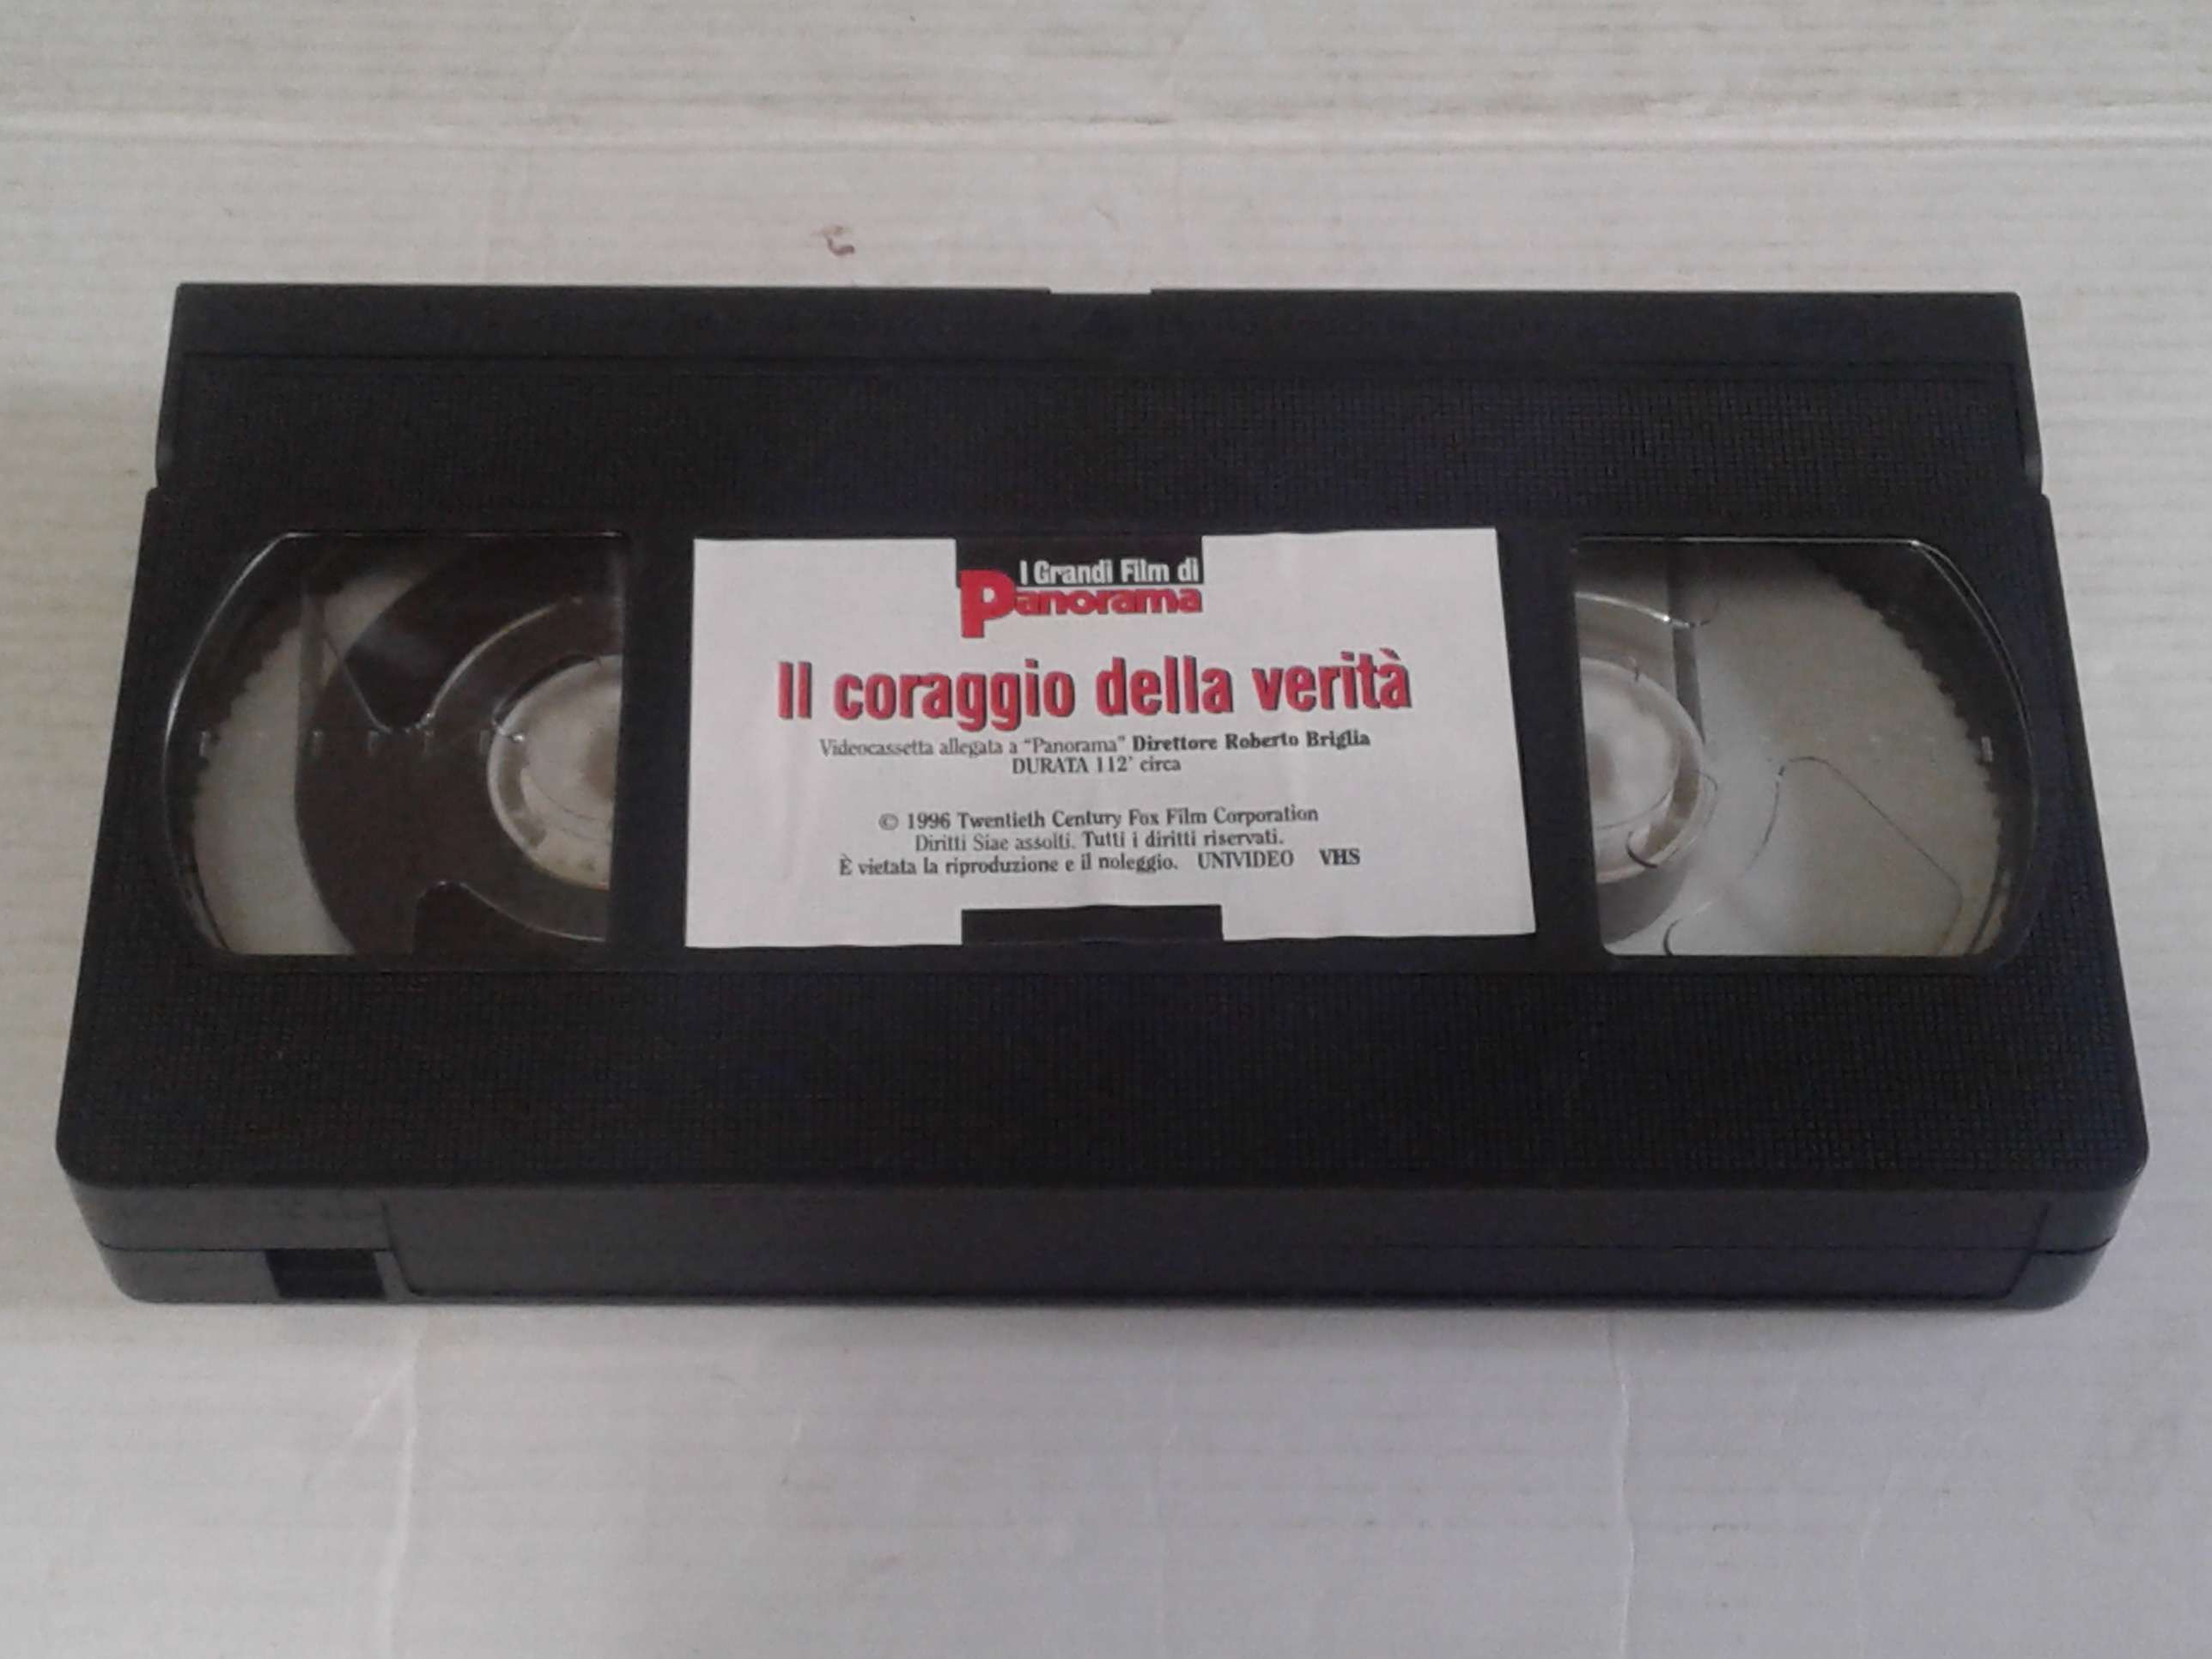 I Grandi Film di
Panorama
Il coraggio della verità
Videocassetta allegata a "Panorama" Direttore Roberto Briglia
DURATA 112' circa
© 1996 Twentieth Century Fox Film Corporation
Diritti Siae assolti. Tutti i diritti riservati.
È vietata la riproduzione e il noleggio. UNIVIDEO VHS